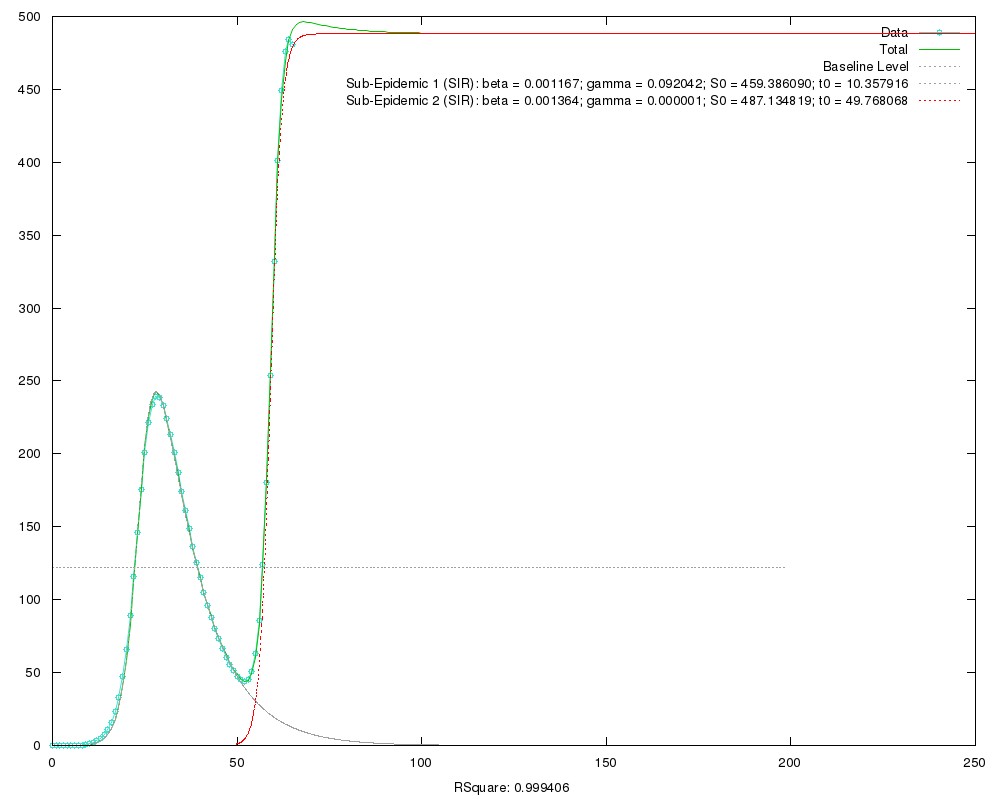 500
450
400
350
300
250
200
150
100
50
0
0 50 100 150 200 250
Data
Total
Baseline Level
Sub-Epidemic 1 (SIR): beta = 0.001167; gamma = 0.092042; S0 = 459.386090; t0 = 10.357916
Sub-Epidemic 2 (SIR): beta = 0.001364; gamma = 0.000001; S0 = 487.134819; t0 = 49.768068
RSquare: 0.999406